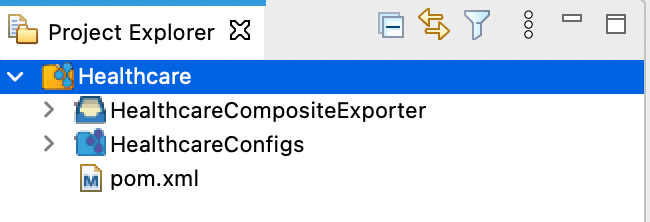 Project Explorer
Healthcare
HealthcareCompositeExporter
HealthcareConfigs
pom.xml